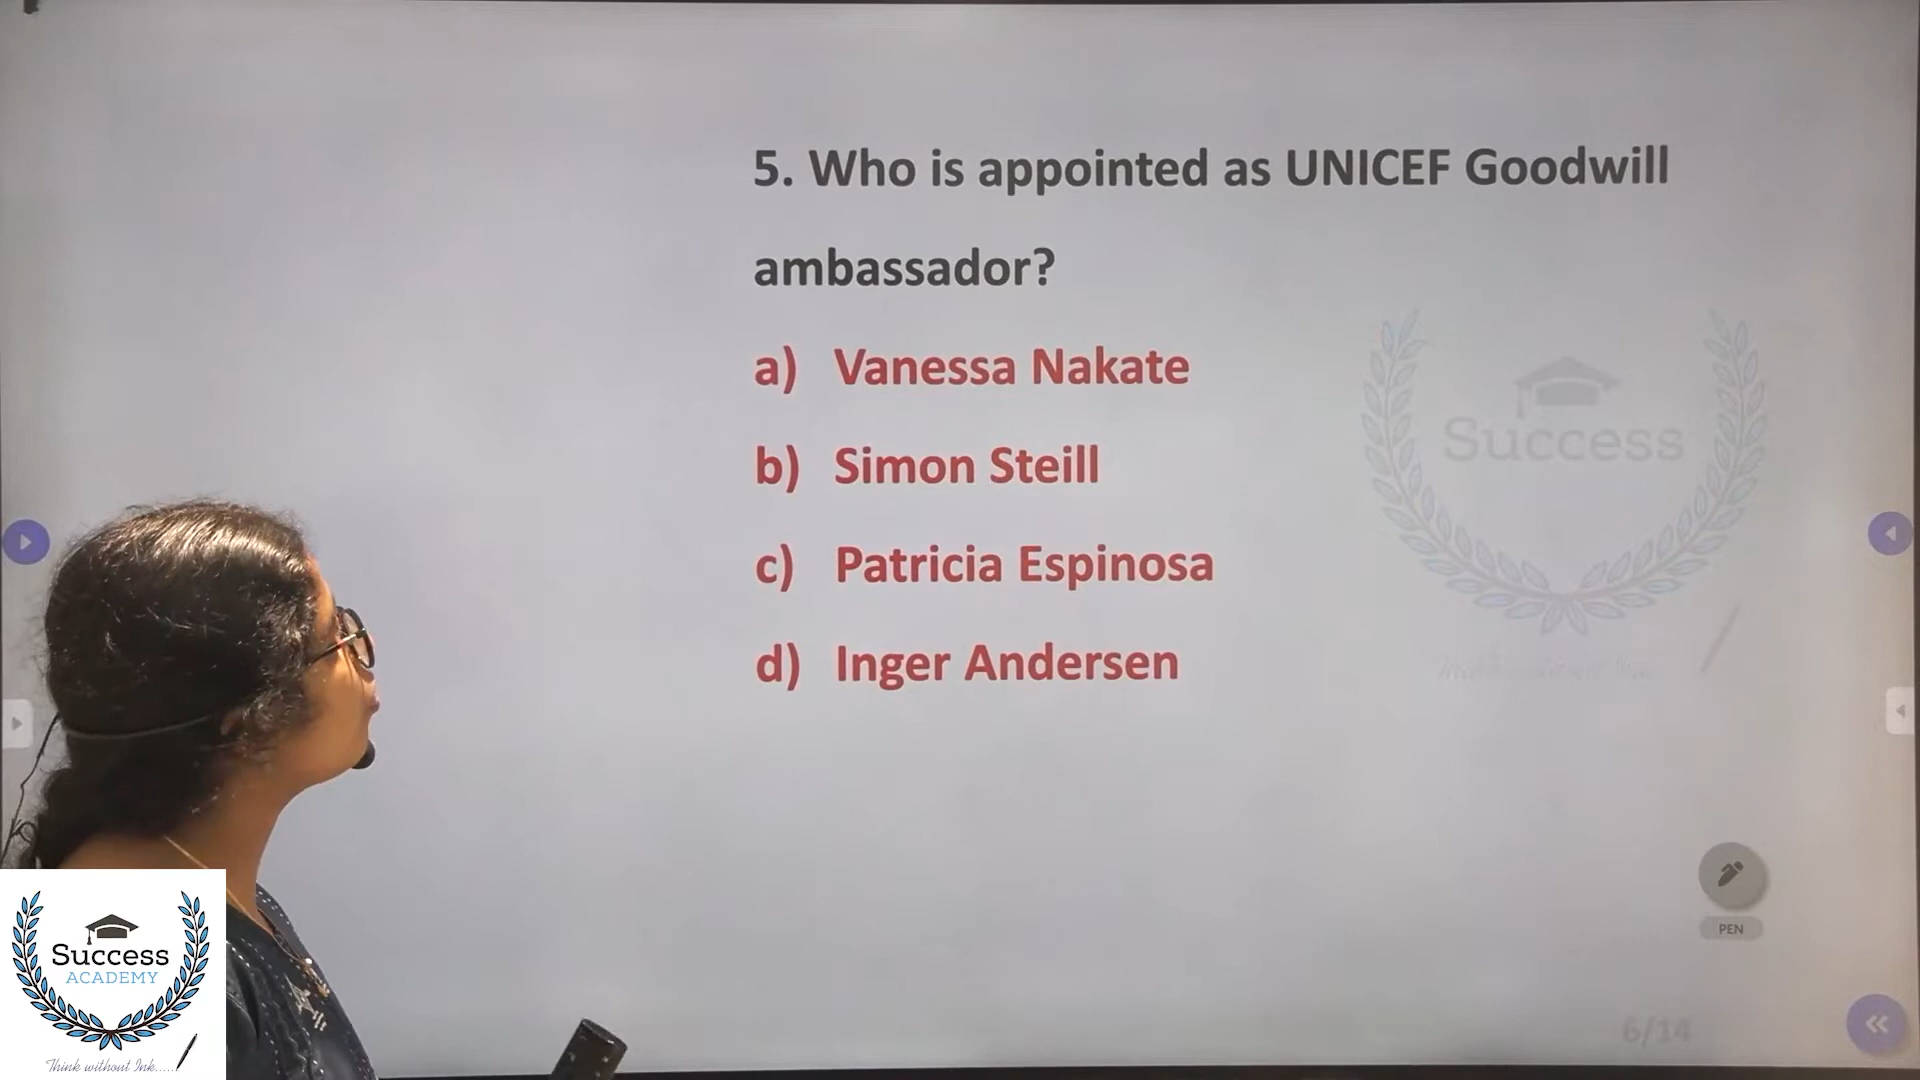 5. Who is appointed as UNICEF Goodwill
ambassador?
a) Vanessa Nakate
b) Simon Steill
c) Patricia Espinosa
d) Inger Andersen
Success
PEN
6/14
Success
ACADEMY
Think without Ink.....